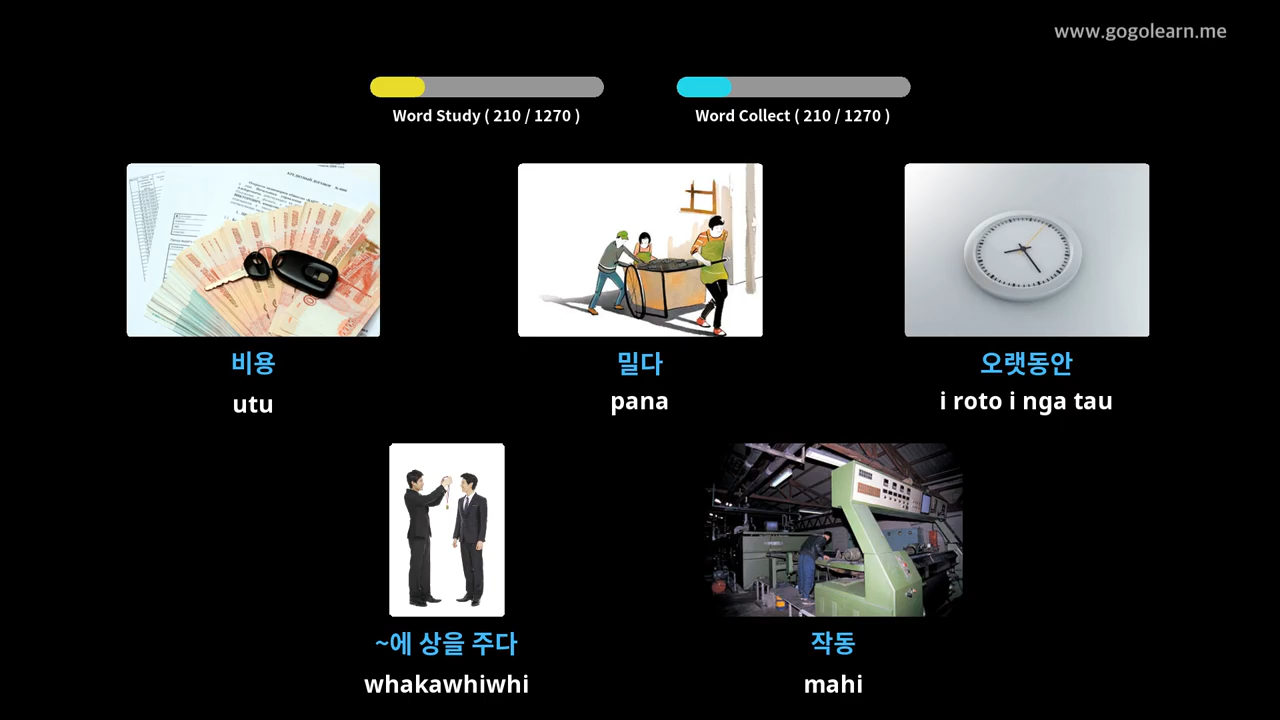 www.gogolearn.me
Word Study ( 210 / 1270 )
Word Collect ( 210 / 1270 )
비용
utu
밀다
pana
오랫동안
i roto i nga tau
~에 상을 주다
whakawhiwhi
작동
mahi